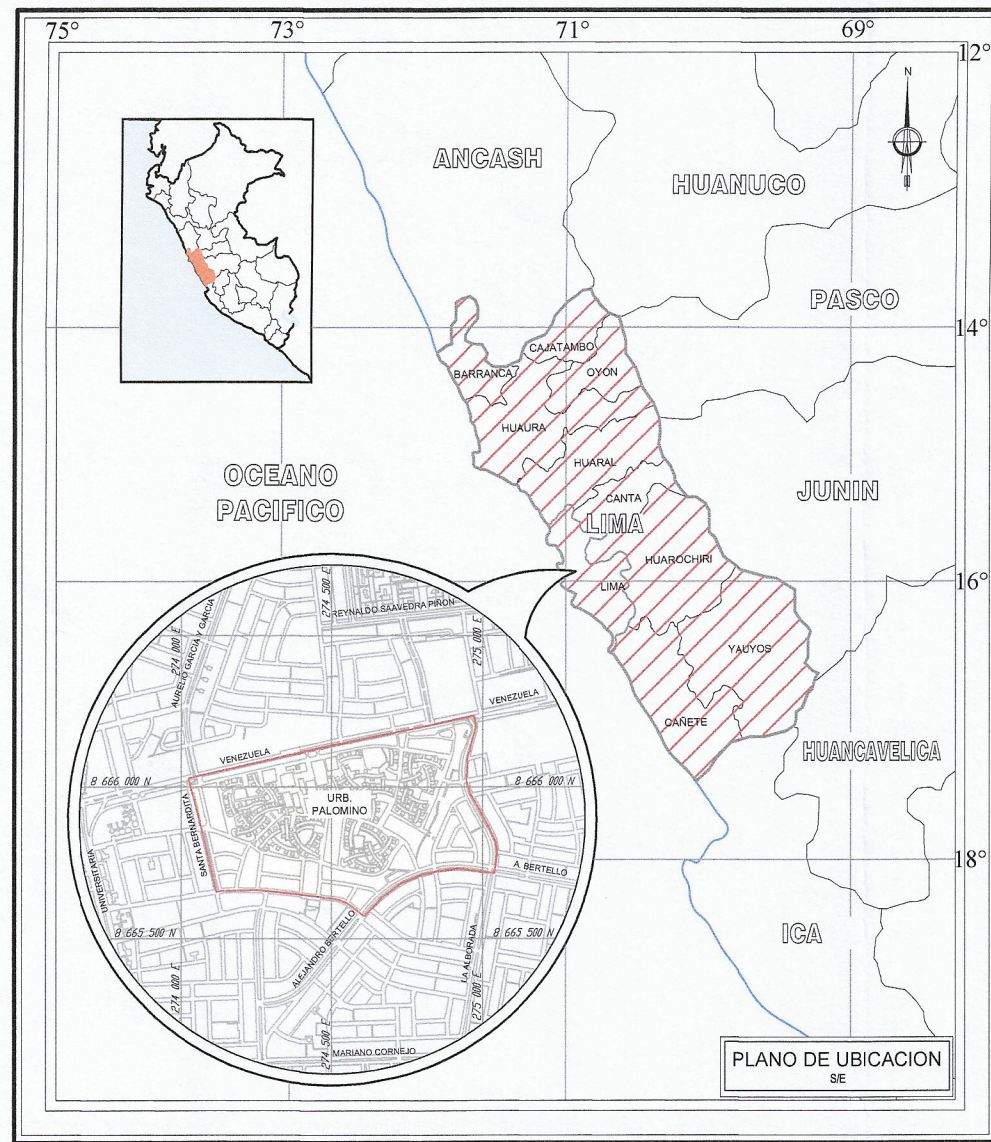 75°
73°
71°
69°
12°
N
ANCASH
HUANUCO
PASCO
14°
CAJATAMBO
BARRANCA
OYON
HUAURA
HUARAL
OCEANO
PACIFICO
JUNIN
CANTA
LIMA
HUAROCHIRI
16°
LIMA
YAUYOS
CAÑETE
HUANCAVELICA
18°
ICA
274 500 E
REYNALDO SAAVEDRA PIÑON
274 000 E
AURELIO GARCIA Y GARCIA
275 000 E
VENEZUELA
VENEZUELA
8 666 000 N
8 666 000 N
URB.
PALOMINO
SANTA BERNARDITA
UNIVERSITARIA
A. BERTELLO
ALEJANDRO BERTELLO
8 665 500 N
8 665 500 N
LA ALBORADA
274 000 E
275 000 E
274 500 E
MARIANO CORNEJO
PLANO DE UBICACION
S/E